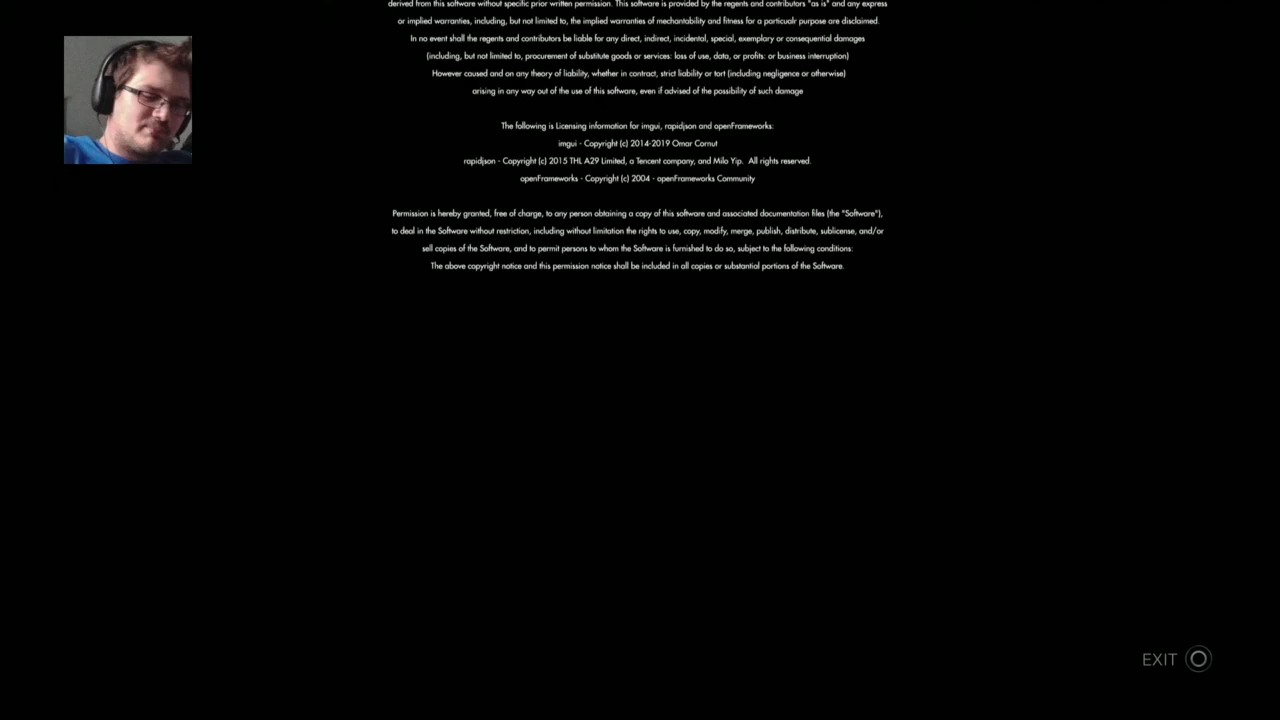 derived from this software without specific prior written permission. This software is provided by the regents and contributors "as is" and any express
or implied warranties, including, but not limited to, the implied warranties of mechantability and fitness for a particualr purpose are disclaimed.
In no event shall the regents and contributors be liable for any direct, indirect, incidental, special, exemplary or consequential damages
(including, but not limited to, procurement of substitute goods or services: loss of use, data, or profits: or business interruption)
However caused and on any theory of liability, whether in contract, strict liability or tort (including negligence or otherwise)
arising in any way out of the use of this software, even if advised of the possibility of such damage
The following is Licensing information for imgui, rapidjson and openFrameworks:
imgui - Copyright (c) 2014-2019 Omar Cornut
rapidjson - Copyright (c) 2015 THL A29 Limited, a Tencent company, and Milo Yip. All rights reserved.
openFrameworks - Copyright (c) 2004 - openFrameworks Community
Permission is hereby granted, free of charge, to any person obtaining a copy of this software and associated documentation files (the "Software"),
to deal in the Software without restriction, including without limitation the rights to use, copy, modify, merge, publish, distribute, sublicense, and/or
sell copies of the Software, and to permit persons to whom the Software is furnished to do so, subject to the following conditions:
The above copyright notice and this permission notice shall be included in all copies or substantial portions of the Software.
EXIT